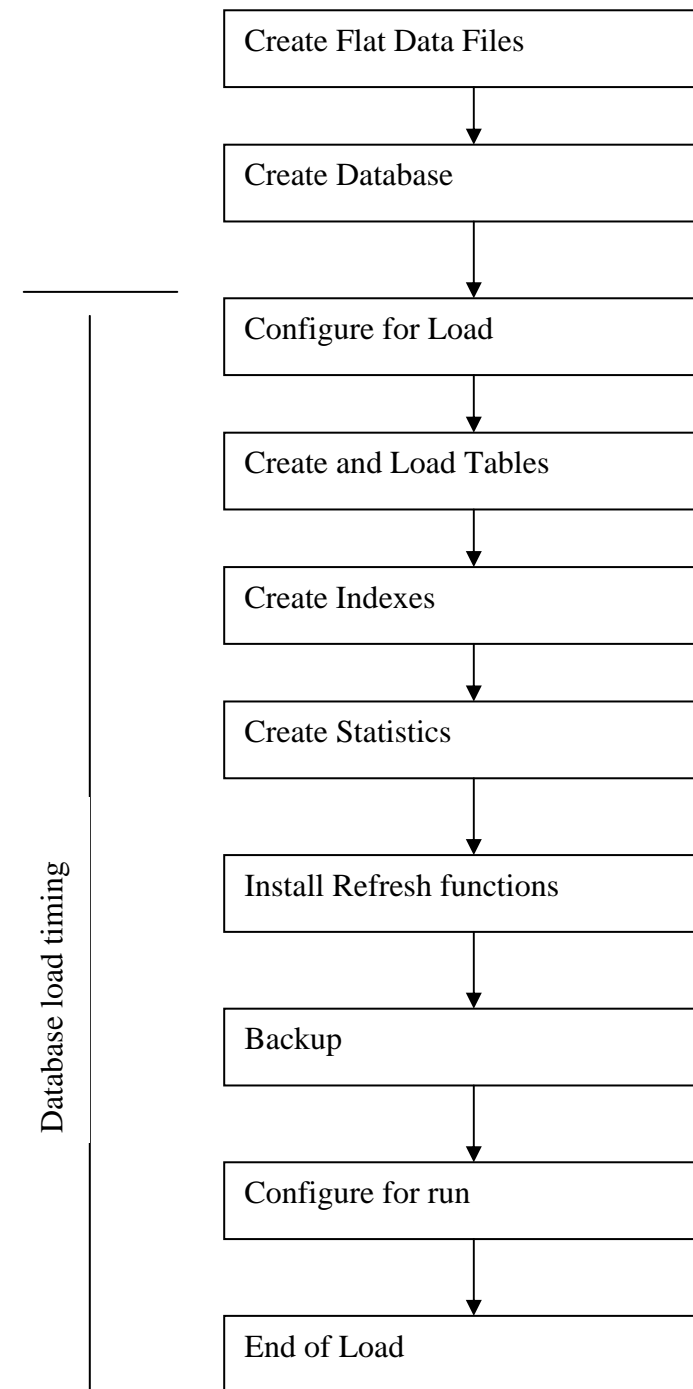 Create Flat Data Files
Create Database
Configure for Load
Create and Load Tables
Create Indexes
Create Statistics
Install Refresh functions
Database load timing
Backup
Configure for run
End of Load